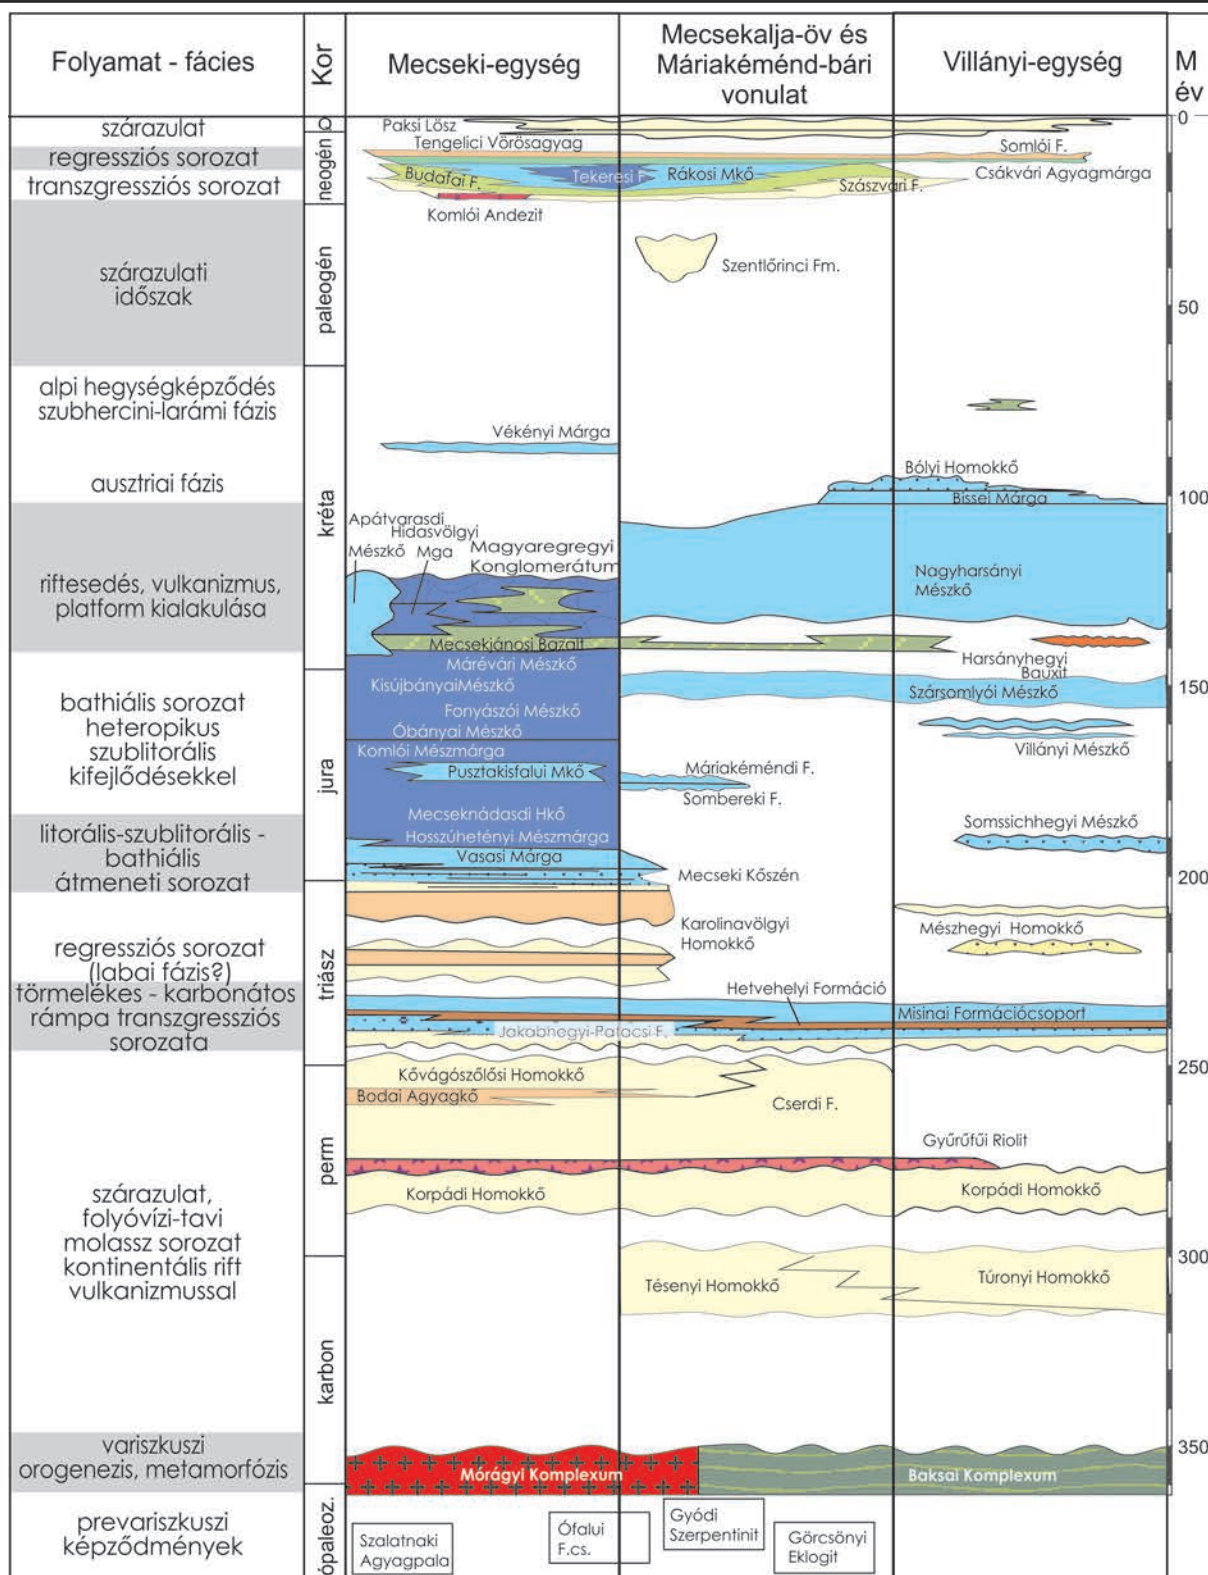 Folyamat - fácies
Kor
Mecseki-egység
Mecsekalja-öv és
Máriakéménd-bári
vonulat
Villányi-egység
M
év
szárazulat
regressziós sorozat
transzgressziós sorozat
szárazulati
időszak
alpi hegységképződés
szubhercini-larámi fázis
ausztriai fázis
riftesedés, vulkanizmus,
platform kialakulása
bathiális sorozat
heteropikus
szublitorális
kifejlődésekkel
litorális-szublitorális -
bathiális
átmeneti sorozat
regressziós sorozat
(labai fázis?)
törmelékes - karbonátos
rámpa transzgressziós
sorozata
szárazulat,
folyóvízi-tavi
molassz sorozat
kontinentális rift
vulkanizmussal
variszkuszi
orogenezis, metamorfózis
prevariszkuszi
képződmények
Q
neogén
paleogén
kréta
jura
triász
perm
karbon
ópaleoz.
Paksi Lösz
Tengelici Vörösagyag
Somlói F.
Budafai F.
Tekeresi F.
Rákosi Mkő
Szászvári F.
Csákvári Agyagmárga
Komlói Andezit
Szentlőrinci Fm.
Vékényi Márga
Bólyi Homokkő
Bissei Márga
Apátvarasdi
Mészkő
Hidasvölgyi
Mga
Magyaregregyi
Konglomerátum
Nagyharsányi
Mészkő
Mecsekjánosi Bazalt
Harsányhegyi
Bauxit
Márévári Mészkő
KisújbányaiMészkő
Fonyászói Mészkő
Óbányai Mészkő
Szársomlyói Mészkő
Villányi Mészkő
Komlói Mészmárga
Pusztakisfalui Mkő
Máriakéméndi F.
Sombereki F.
Mecseknádasdi Hkő
Hosszúhetényi Mészmárga
Somssichhegyi Mészkő
Vasasi Márga
Mecseki Kőszén
Karolinavölgyi
Homokkő
Mészhegyi Homokkő
Hetvehelyi Formáció
Misinai Formációcsoport
Jakabhegyi-Patacsi F.
Kővágószőlősi Homokkő
Bodai Agyagkő
Cserdi F.
Gyűrűfűi Riolit
Korpádi Homokkő
Korpádi Homokkő
Tésenyi Homokkő
Túronyi Homokkő
Mórágyi Komplexum
Baksai Komplexum
Szalatnaki
Agyagpala
Ófalui
F.cs.
Gyódi
Szerpentinit
Görcsönyi
Eklogit
0
50
100
150
200
250
300
350